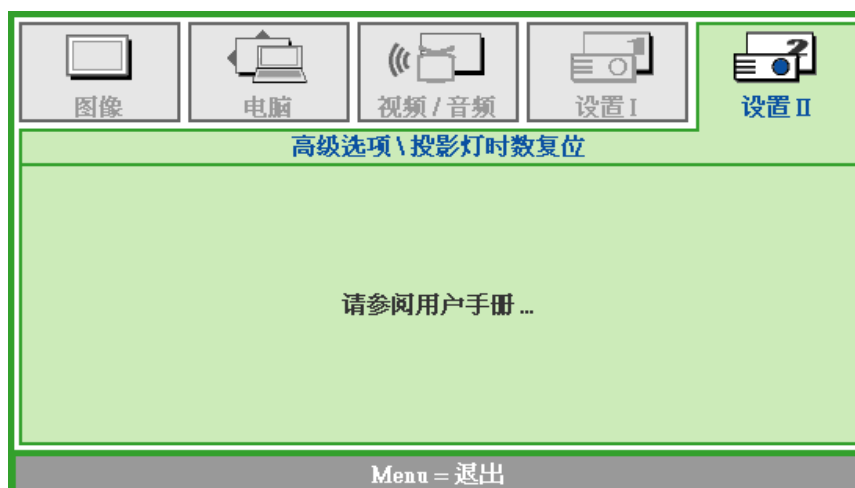 图像 电脑 视频 / 音频 设置 I 设置 II
高级选项 \ 投影灯时数复位
请参阅用户手册 ...
Menu = 退出